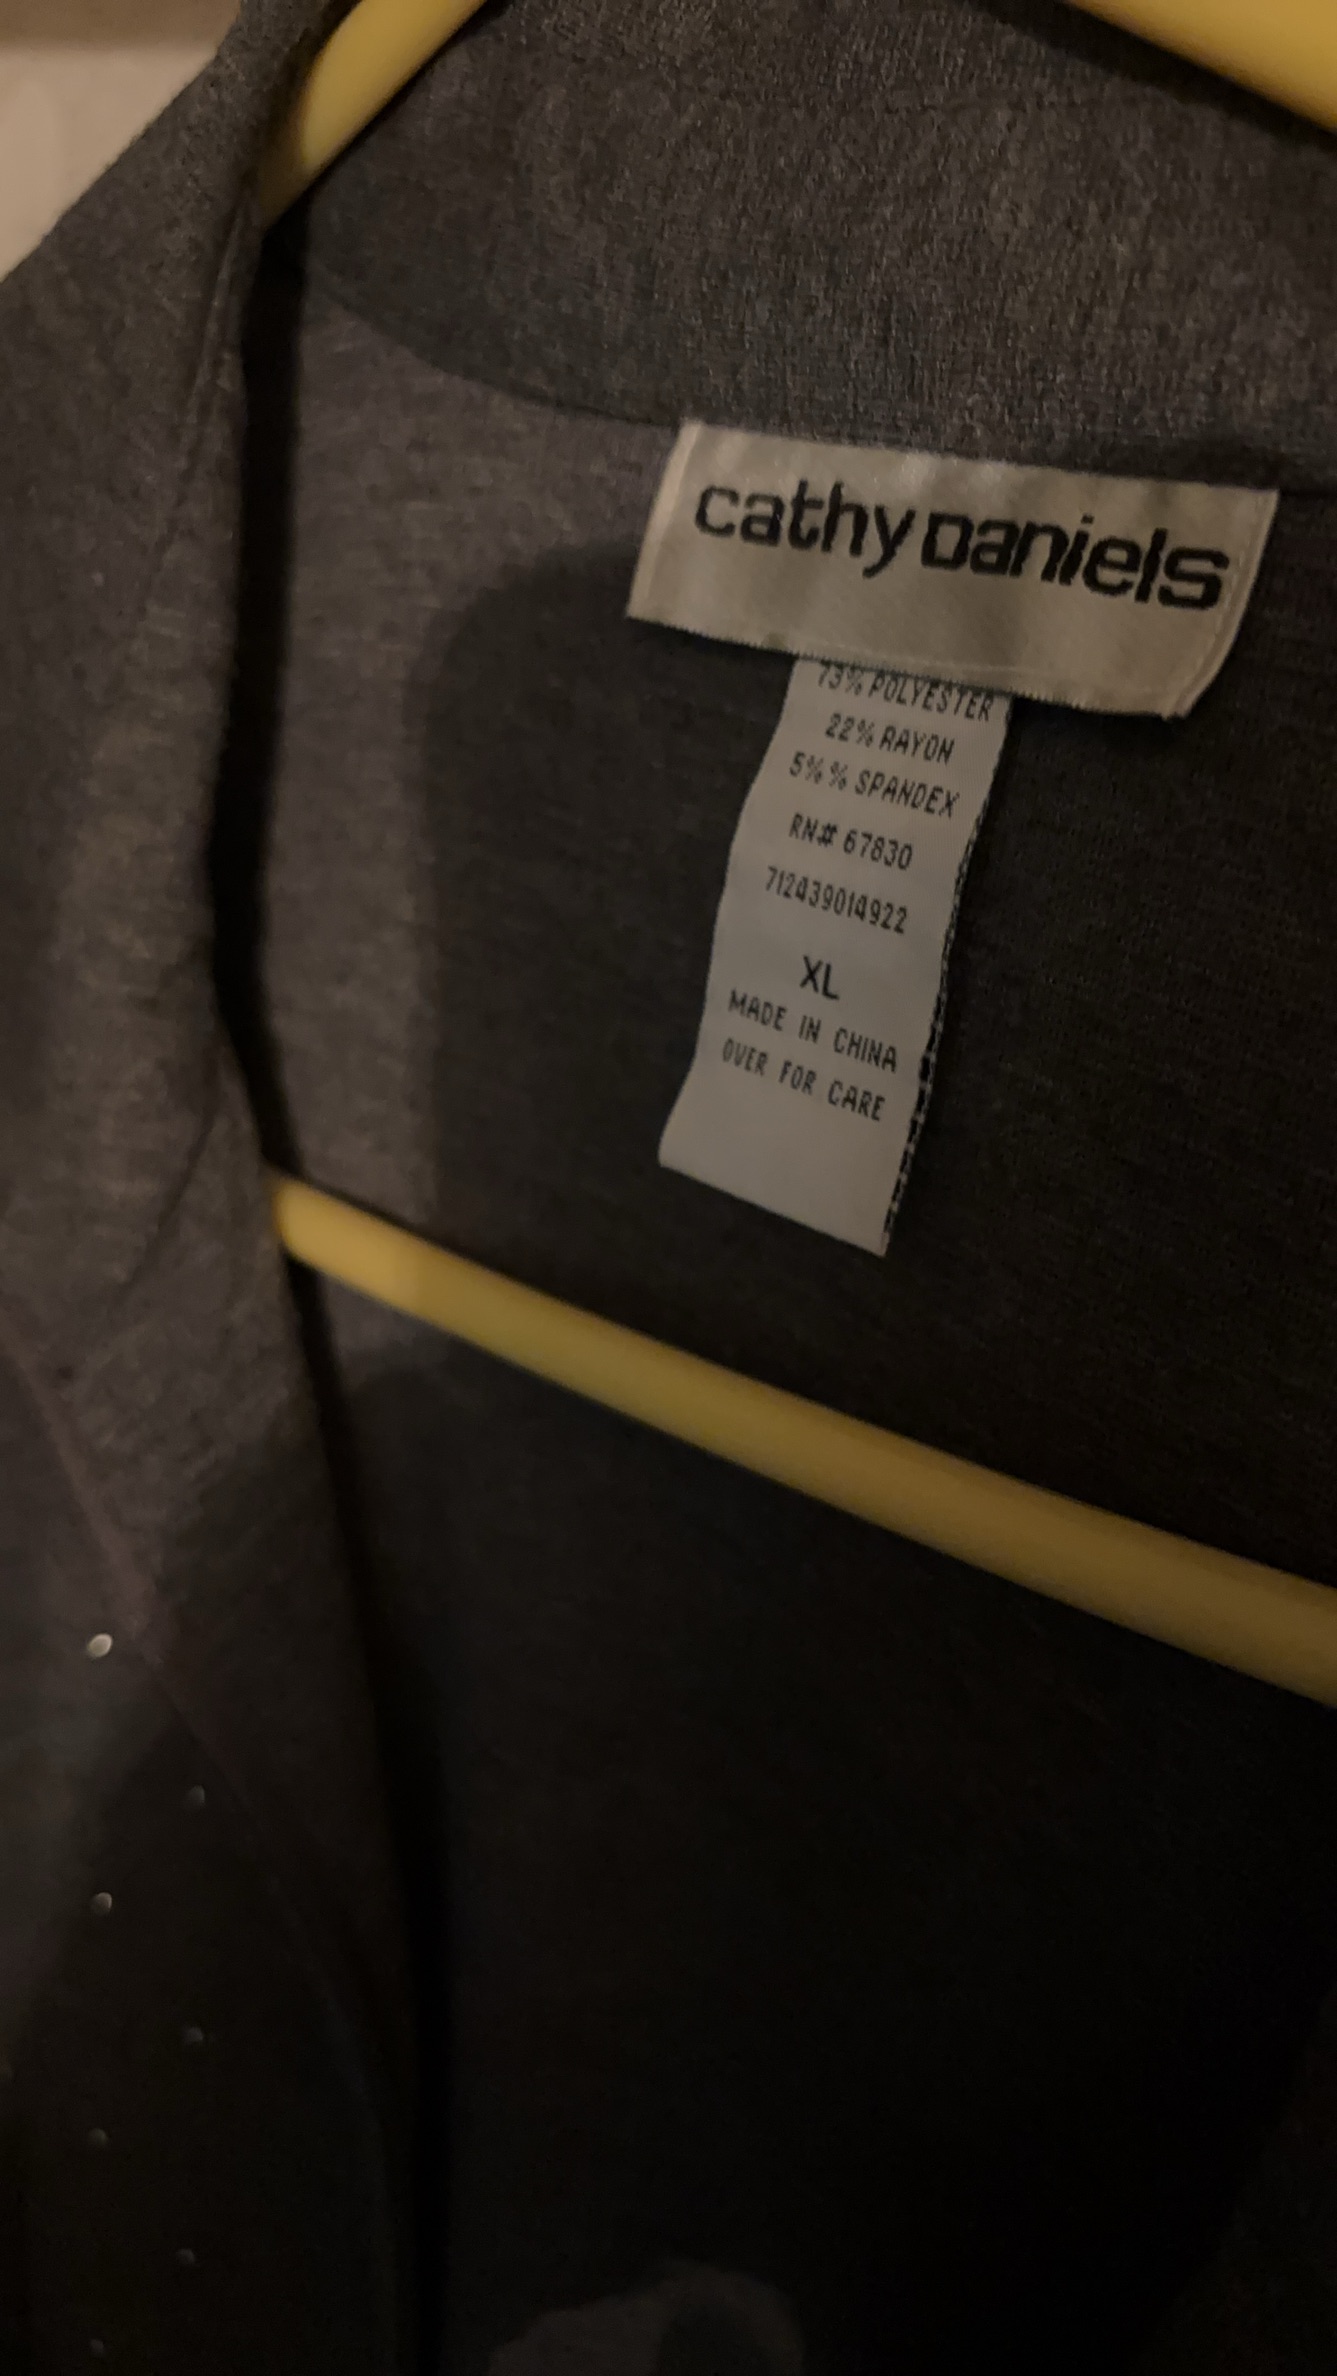 cathy Daniels
73% POLYESTER
22% RAYON
5%% SPANDEX
RN# 67830
712439014922
XL
MADE IN CHINA
OVER FOR CARE